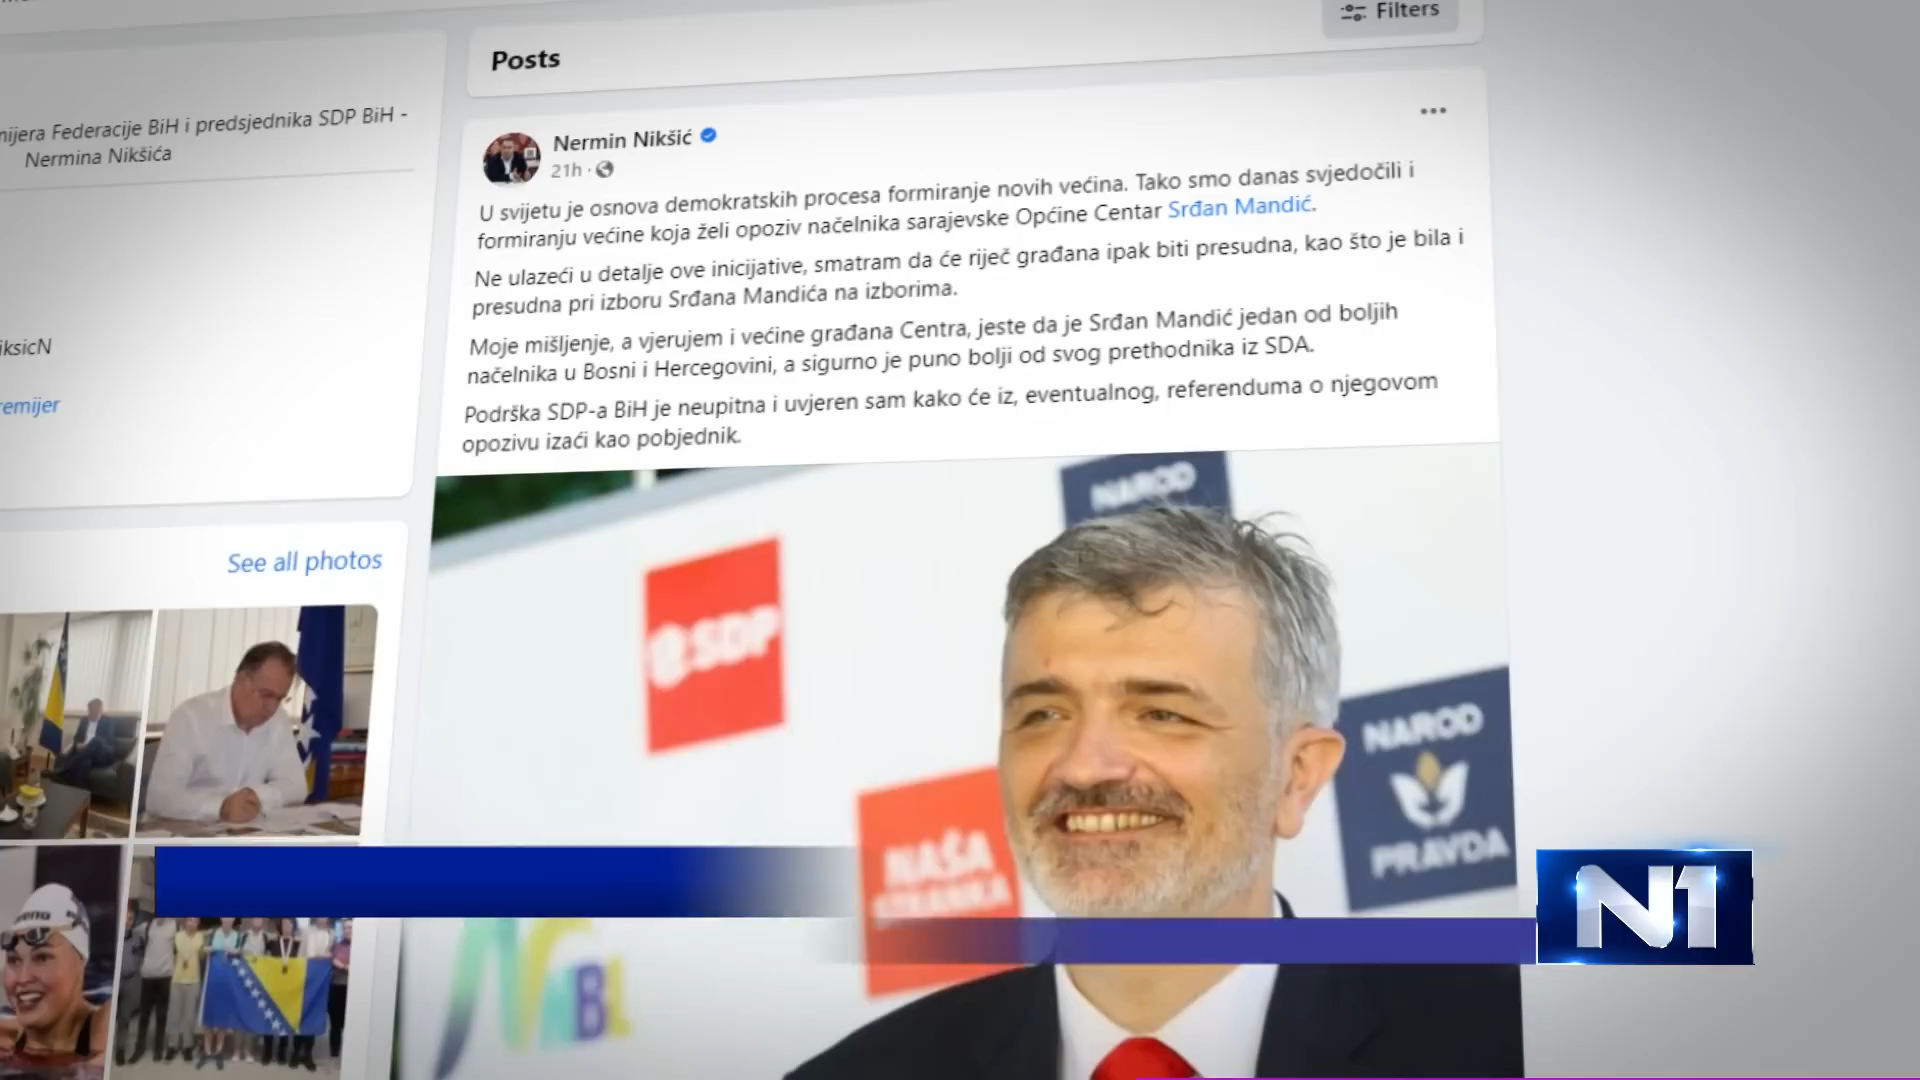 Filters
Posts
Federacije BiH i predsjednika SDP BiH -
Nermina Nikšića
Nermin Nikšić
21h
U svijetu je osnova demokratskih procesa formiranje novih većina. Tako smo danas svjedočili i
formiranju većine koja želi opoziv načelnika sarajevske Općine Centar Srđan Mandić.
Ne ulazeći u detalje ove inicijative, smatram da će riječ građana ipak biti presudna, kao što je bila i
presudna pri izboru Srđana Mandića na izborima.
Moje mišljenje, a vjerujem i većine građana Centra, jeste da je Srđan Mandić jedan od boljih
načelnika u Bosni i Hercegovini, a sigurno je puno bolji od svog prethodnika iz SDA.
Podrška SDP-a BiH je neupitna i uvjeren sam kako će iz, eventualnog, referenduma o njegovom
opozivu izaći kao pobjednik.
See all photos
NAROD
SDP
NAROD
PRAVDA
NAŠA
STRANKA
N1